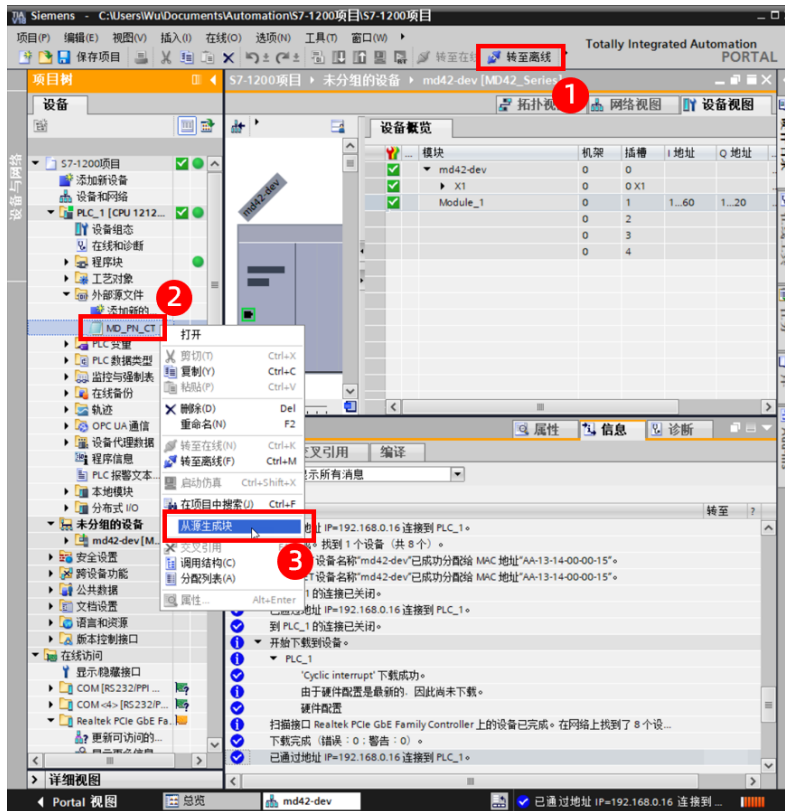 Siemens - C:\Users\Wu\Documents\Automation\S7-1200项目\S7-1200项目
项目(P) 编辑(E) 视图(V) 插入(I) 在线(O) 选项(N) 工具(T) 窗口(W)
Totally Integrated Automation
PORTAL
保存项目 转至在线 转至离线
项目树
S7-1200项目 未分组的设备 md42-dev [MD42_Series]
1
设备
拓扑视 网络视图 设备视图
设备概览
模块 机架 插槽 I 地址 Q 地址
md42-dev 0 0
X1 0 0 X1
Module_1 0 1 1...60 1...20
0 2
0 3
0 4
md42-dev
设备与网络
S7-1200项目
添加新设备
设备和网络
PLC_1 [CPU 1212...
设备组态
在线和诊断
程序块
工艺对象
外部源文件
2
添加新的
MD_PN_CT
PLC 变量
PLC 数据类型
监控与强制表
在线备份
轨迹
OPC UA 通信
设备代理数据
程序信息
PLC 报警文本...
本地模块
分布式 I/O
未分组的设备
md42-dev [M...
安全设置
跨设备功能
公共数据
文档设置
语言和资源
版本控制接口
在线访问
显示/隐藏接口
COM [RS232/PPI ...
COM <4> [RS232/P...
Realtek PCIe GbE Fa...
更新可访问的...
显示更多信息
详细视图
打开
剪切(T) Ctrl+X
复制(Y) Ctrl+C
粘贴(P) Ctrl+V
删除(D) Del
重命名(N) F2
转至在线(N) Ctrl+K
转至离线(F) Ctrl+M
启动仿真 Ctrl+Shift+X
在项目中搜索(J) Ctrl+F
从源生成块
3
交叉引用
调用结构(C)
分配列表(A)
属性... Alt+Enter
属性 信息 诊断
交叉引用 编译
显示所有消息
转至 ?
地址 IP=192.168.0.16 连接到 PLC_1。
找到 1 个设备（共 8 个）。
设备名称“md42-dev”已成功分配给 MAC 地址“AA-13-14-00-00-15”。
ET 设备名称“md42-dev”已成功分配给 MAC 地址“AA-13-14-00-00-15”。
1 的连接已关闭。
已通过地址 IP=192.168.0.16 连接到 PLC_1。
到 PLC_1 的连接已关闭。
开始下载到设备。
PLC_1
'Cyclic interrupt' 下载成功。
由于硬件配置是最新的，因此尚未下载。
硬件配置
扫描接口 Realtek PCIe GbE Family Controller 上的设备已完成。在网络上找到了 8 个设...
下载完成（错误：0；警告：0）。
已通过地址 IP=192.168.0.16 连接到 PLC_1。
Portal 视图 总览 md42-dev 已通过地址 IP=192.168.0.16 连接到 ...